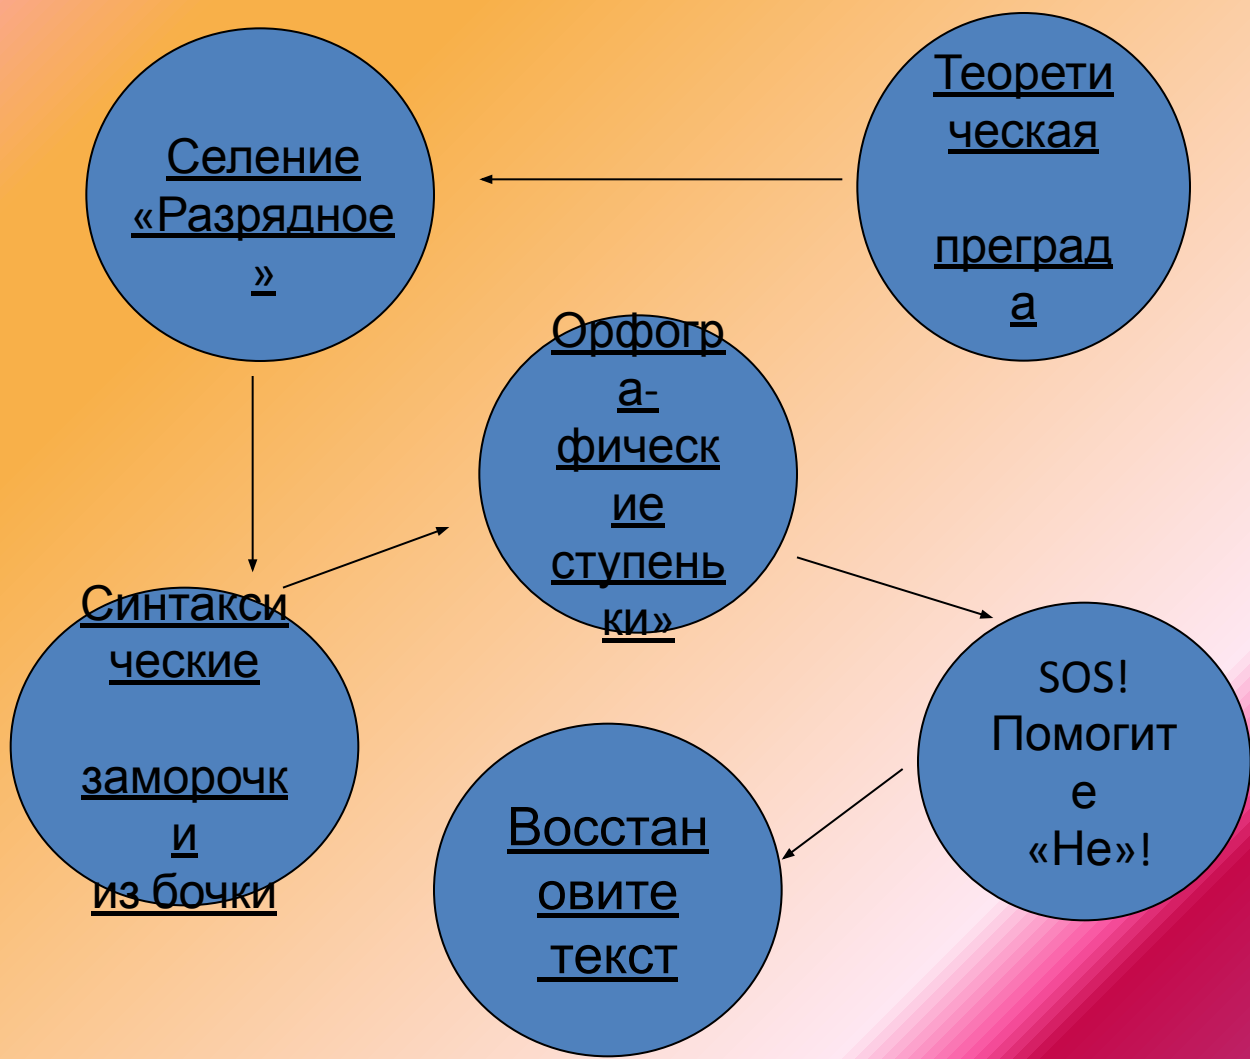 Селение
«Разрядное
»
Теорети
ческая
преград
а
Орфогр
а-
фическ
ие
ступень
ки»
Синтакси
ческие
заморочк
и
из бочки
SOS!
Помогит
е
«Не»!
Восстан
овите
текст